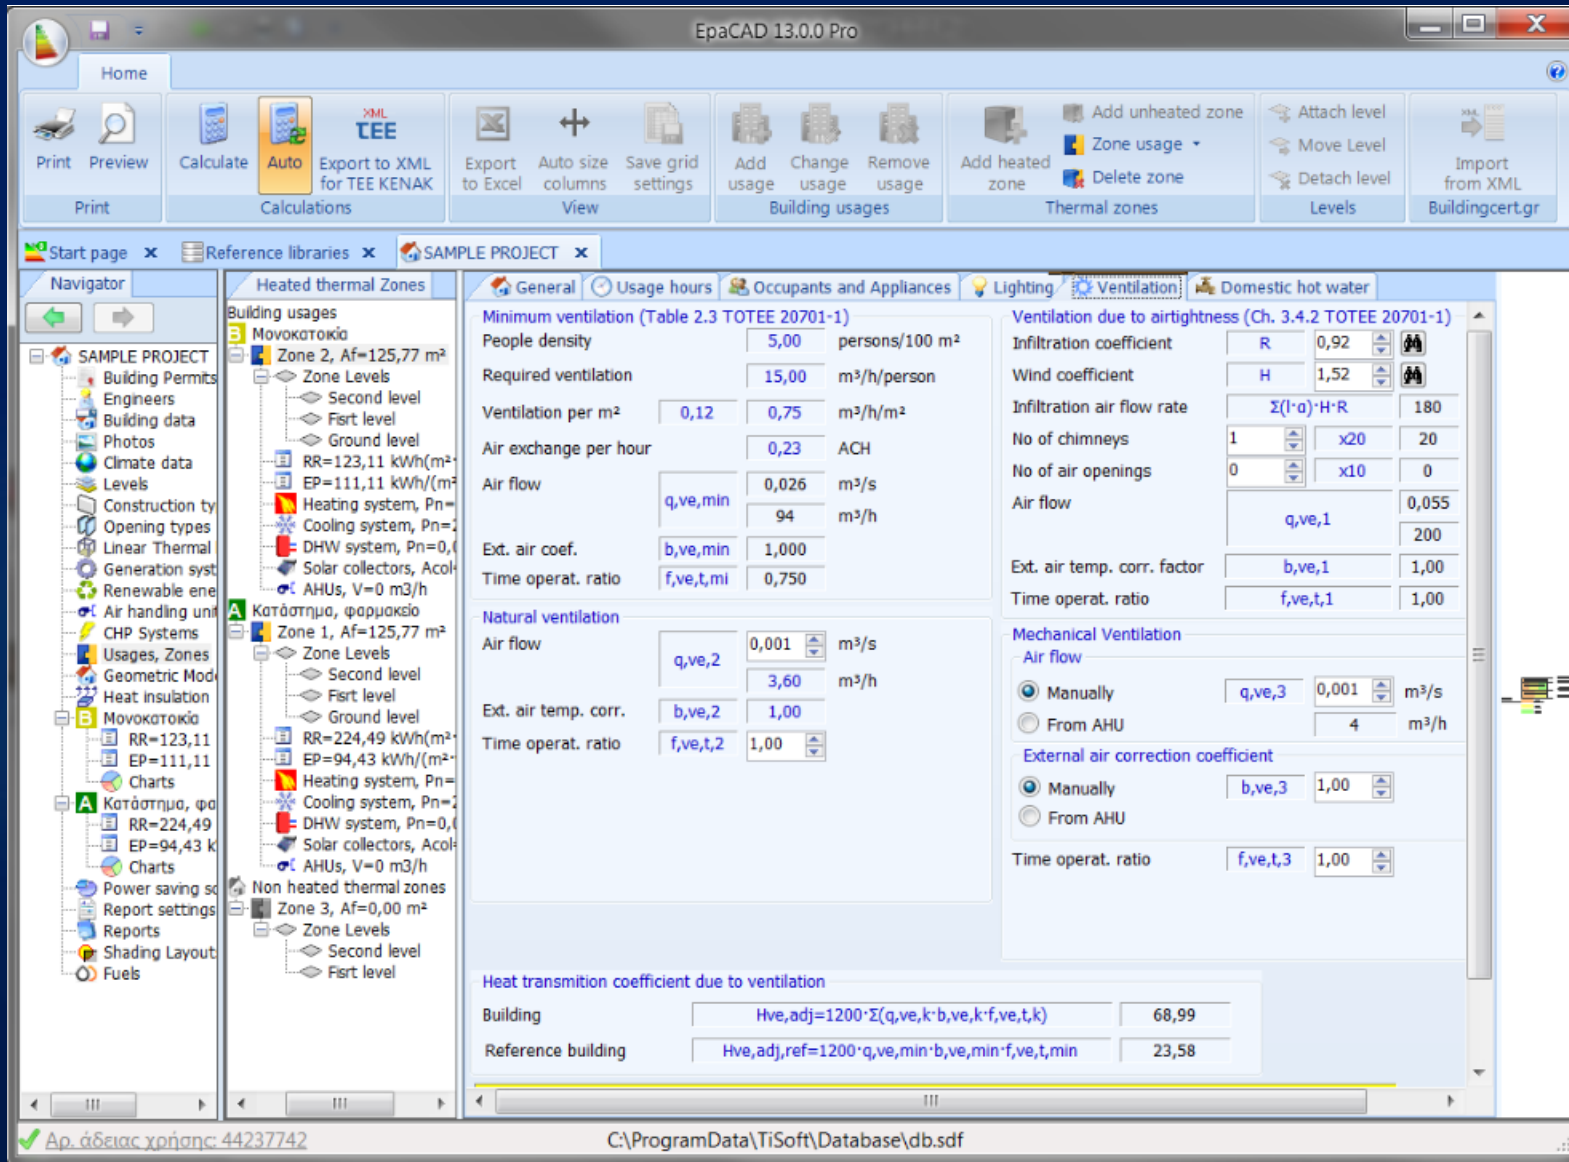 EpaCAD 13.0.0 Pro
Home
Print
Preview
Calculate
Auto
XML
TEE
Export to XML
for TEE KENAK
Export
to Excel
Auto size
columns
Save grid
settings
Add
usage
Change
usage
Remove
usage
Add heated
zone
Add unheated zone
Zone usage
Delete zone
Attach level
Move Level
Detach level
XML
Import
from XML
Print
Calculations
View
Building usages
Thermal zones
Levels
Buildingcert.gr
Start page
Reference libraries
SAMPLE PROJECT
Navigator
SAMPLE PROJECT
Building Permits
Engineers
Building data
Photos
Climate data
Levels
Construction ty
Opening types
Linear Thermal
Generation syst
Renewable ene
Air handling unit
CHP Systems
Usages, Zones
Geometric Mode
Heat insulation
B Μονοκατοικία
RR=123,11
EP=111,11
Charts
A Κατάστημα, φα
RR=224,49
EP=94,43 k
Charts
Power saving sc
Report settings
Reports
Shading Layout
Fuels
Heated thermal Zones
Building usages
B Μονοκατοικία
Zone 2, Af=125,77 m²
Zone Levels
Second level
Fisrt level
Ground level
RR=123,11 kWh(m²
EP=111,11 kWh/(m²
Heating system, Pn=
Cooling system, Pn=2
DHW system, Pn=0,0
Solar collectors, Acol
AHUs, V=0 m3/h
A Κατάστημα, φαρμακείο
Zone 1, Af=125,77 m²
Zone Levels
Second level
Fisrt level
Ground level
RR=224,49 kWh(m²
EP=94,43 kWh/(m²
Heating system, Pn=
Cooling system, Pn=2
DHW system, Pn=0,0
Solar collectors, Acol
AHUs, V=0 m3/h
Non heated thermal zones
Zone 3, Af=0,00 m²
Zone Levels
Second level
Fisrt level
General
Usage hours
Occupants and Appliances
Lighting
Ventilation
Domestic hot water
Minimum ventilation (Table 2.3 TOTEE 20701-1)
People density 5,00 persons/100 m²
Required ventilation 15,00 m³/h/person
Ventilation per m² 0,12 0,75 m³/h/m²
Air exchange per hour 0,23 ACH
Air flow q,ve,min 0,026 m³/s
94 m³/h
Ext. air coef. b,ve,min 1,000
Time operat. ratio f,ve,t,mi 0,750
Natural ventilation
Air flow q,ve,2 0,001 m³/s
3,60 m³/h
Ext. air temp. corr. b,ve,2 1,00
Time operat. ratio f,ve,t,2 1,00
Ventilation due to airtightness (Ch. 3.4.2 TOTEE 20701-1)
Infiltration coefficient R 0,92
Wind coefficient H 1,52
Infiltration air flow rate Σ(l·α)·H·R 180
No of chimneys 1 x20 20
No of air openings 0 x10 0
Air flow q,ve,1 0,055
200
Ext. air temp. corr. factor b,ve,1 1,00
Time operat. ratio f,ve,t,1 1,00
Mechanical Ventilation
Air flow
Manually q,ve,3 0,001 m³/s
From AHU 4 m³/h
External air correction coefficient
Manually b,ve,3 1,00
From AHU
Time operat. ratio f,ve,t,3 1,00
Heat transmition coefficient due to ventilation
Building Hve,adj=1200·Σ(q,ve,k·b,ve,k·f,ve,t,k) 68,99
Reference building Hve,adj,ref=1200·q,ve,min·b,ve,min·f,ve,t,min 23,58
Αρ. άδειας χρήσης: 44237742
C:\ProgramData\TiSoft\Database\db.sdf